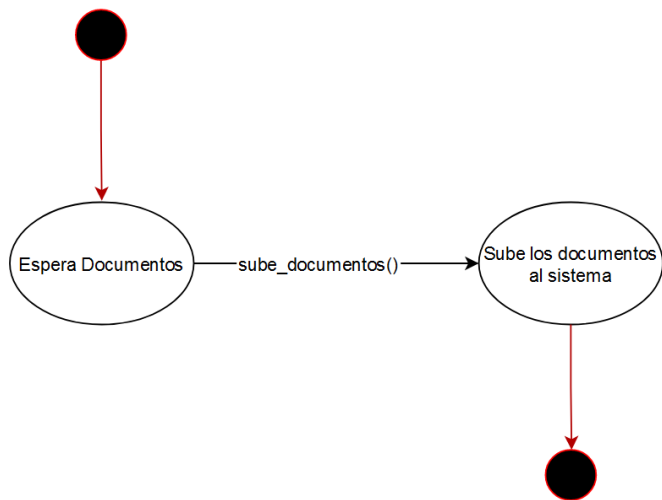 Espera Documentos
sube_documentos()
Sube los documentos
al sistema